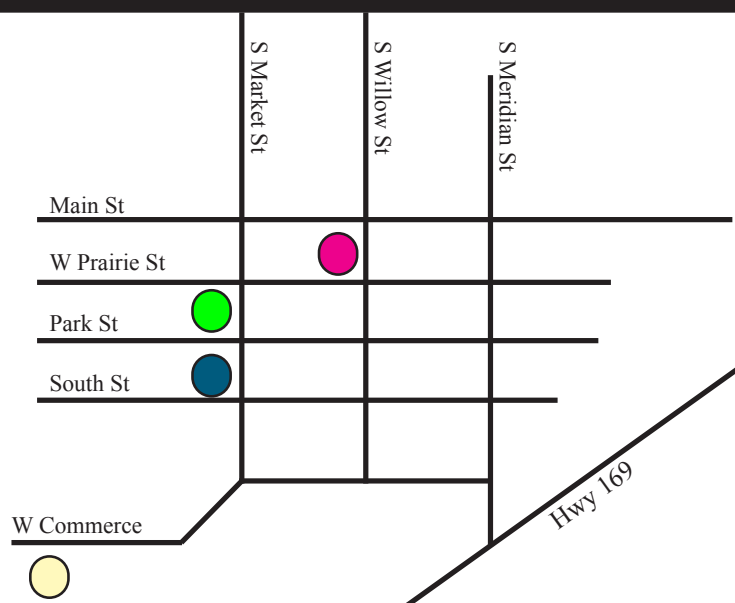 S Market St
S Willow St
S Meridian St
Main St
W Prairie St
Park St
South St
Hwy 169
W Commerce